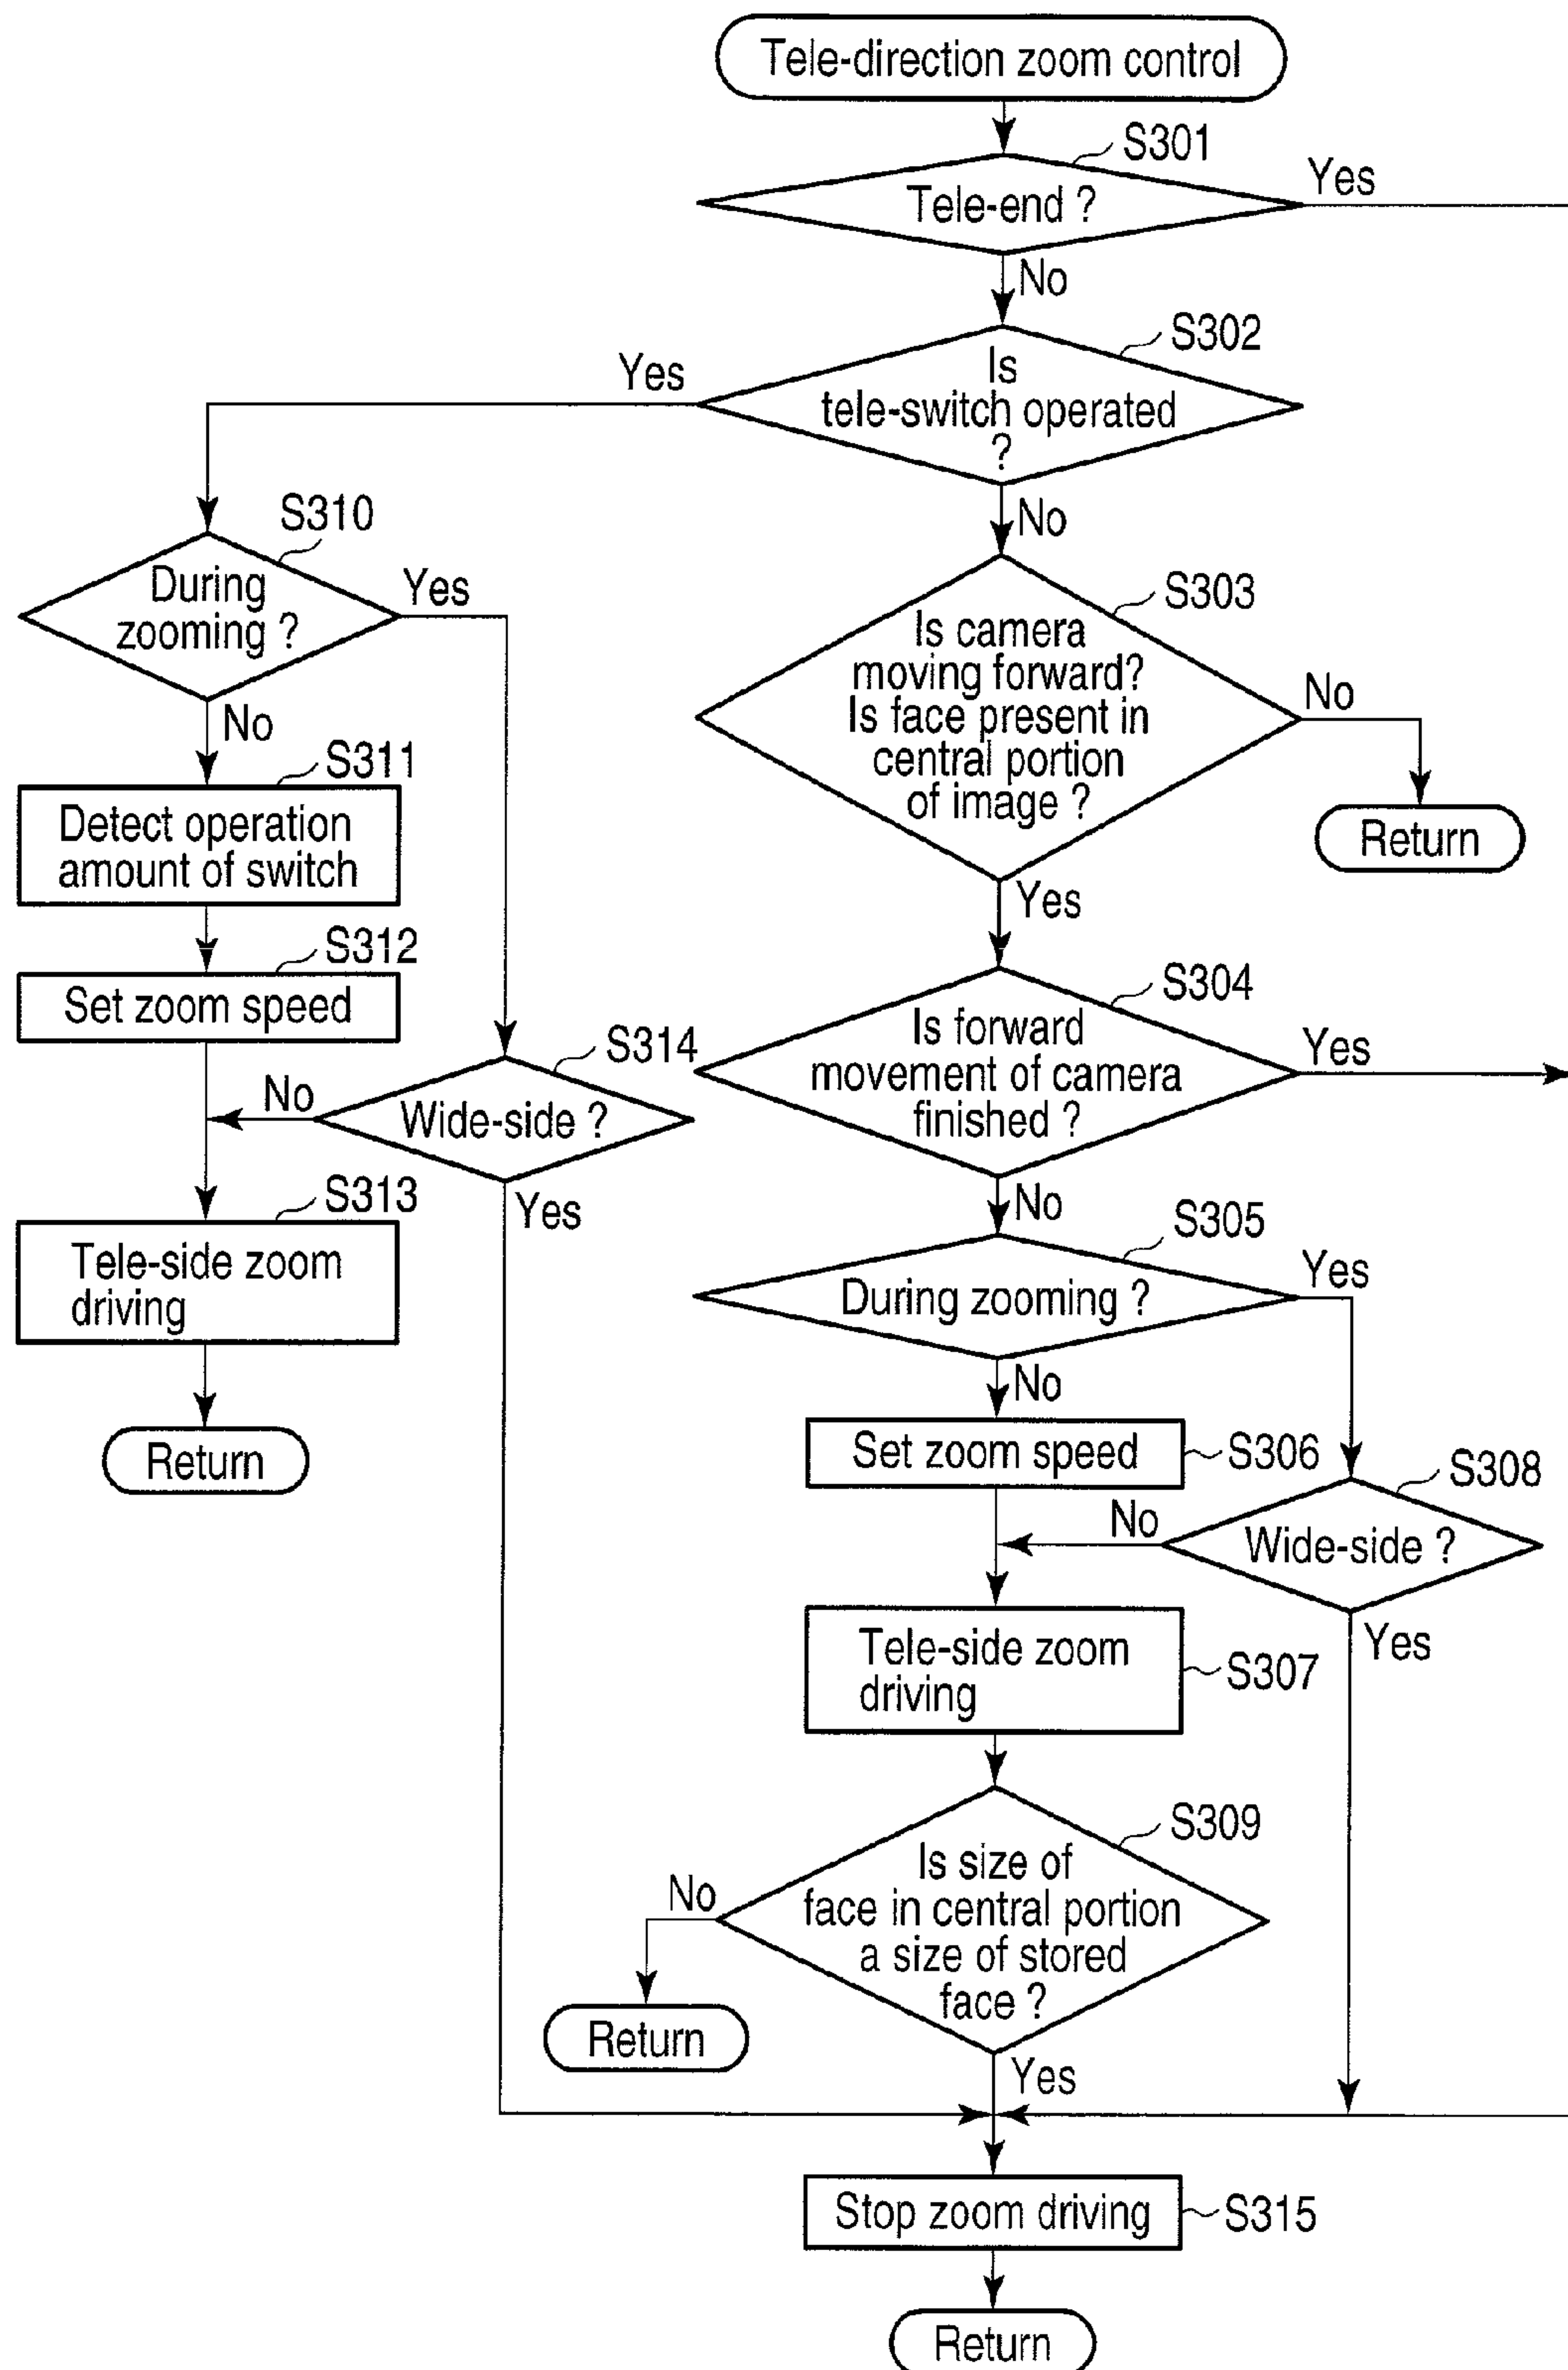 Tele-direction zoom control
S301
Tele-end ?
Yes
No
S302
Is
tele-switch operated
?
Yes
No
S310
During
zooming ?
Yes
No
S311
Detect operation
amount of switch
S312
Set zoom speed
S314
Wide-side ?
No
Yes
S313
Tele-side zoom
driving
Return
S303
Is camera
moving forward?
Is face present in
central portion
of image ?
No
Return
Yes
S304
Is forward
movement of camera
finished ?
Yes
No
S305
During zooming ?
Yes
No
Set zoom speed
S306
S308
Wide-side ?
No
Yes
Tele-side zoom
driving
S307
S309
Is size of
face in central portion
a size of stored
face ?
No
Return
Yes
Stop zoom driving
S315
Return